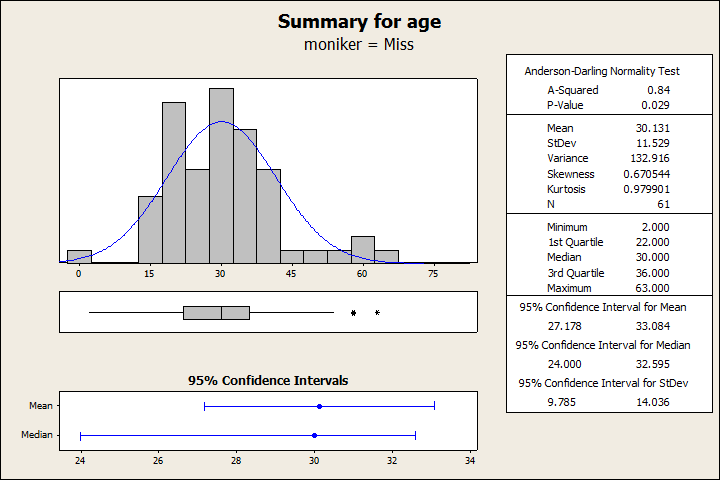 Summary for age
moniker = Miss
0 15 30 45 60 75
95% Confidence Intervals
Mean
Median
24 26 28 30 32 34
Anderson-Darling Normality Test
A-Squared 0.84
P-Value 0.029
Mean 30.131
StDev 11.529
Variance 132.916
Skewness 0.670544
Kurtosis 0.979901
N 61
Minimum 2.000
1st Quartile 22.000
Median 30.000
3rd Quartile 36.000
Maximum 63.000
95% Confidence Interval for Mean
27.178 33.084
95% Confidence Interval for Median
24.000 32.595
95% Confidence Interval for StDev
9.785 14.036